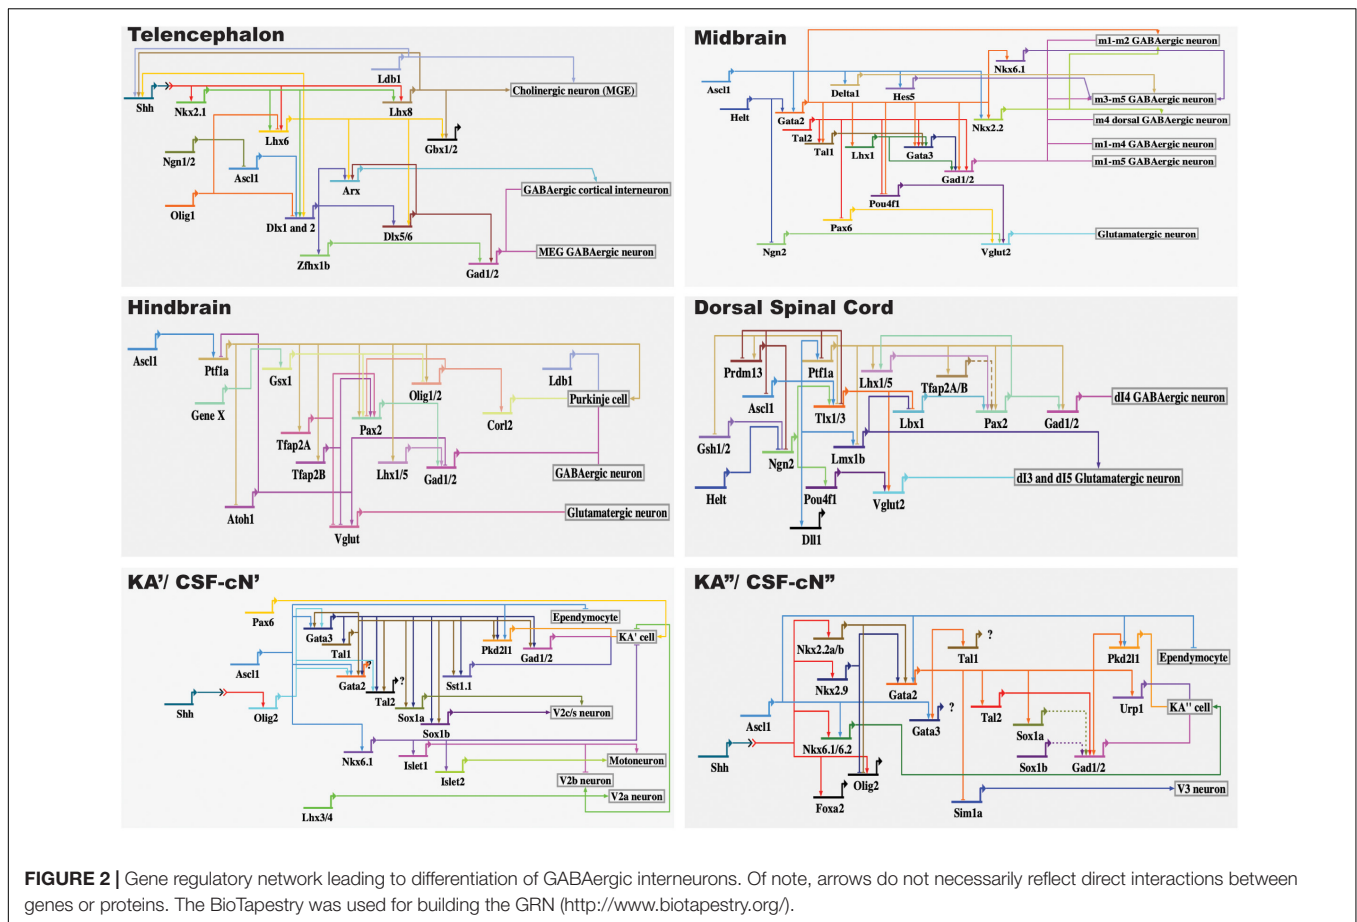 Telencephalon
Ldb1
Cholinergic neuron (MGE)
Shh
Nkx2.1
Lhx8
Lhx6
Gbx1/2
Ngn1/2
Ascl1
Arx
GABAergic cortical interneuron
Olig1
Dlx1 and 2
Dlx5/6
MEG GABAergic neuron
Zfhx1b
Gad1/2
Midbrain
m1-m2 GABAergic neuron
Nkx6.1
Ascl1
Delta1
Hes5
m3-m5 GABAergic neuron
Helt
Gata2
Nkx2.2
m4 dorsal GABAergic neuron
Tal2
Tal1
Lhx1
Gata3
m1-m4 GABAergic neuron
m1-m5 GABAergic neuron
Gad1/2
Pou4f1
Pax6
Glutamatergic neuron
Ngn2
Vglut2
Hindbrain
Ascl1
Ptf1a
Gsx1
Ldb1
Olig1/2
Purkinje cell
Gene X
Corl2
Pax2
Tfap2A
Tfap2B
Lhx1/5
Gad1/2
GABAergic neuron
Atoh1
Glutamatergic neuron
Vglut
Dorsal Spinal Cord
Prdm13
Ptf1a
Lhx1/5
Tfap2A/B
Ascl1
Tlx1/3
Lbx1
Pax2
Gad1/2
dI4 GABAergic neuron
Gsh1/2
Ngn2
Lmx1b
Helt
Pou4f1
Vglut2
dI3 and dI5 Glutamatergic neuron
Dll1
KA’/ CSF-cN’
Pax6
Ependymocyte
Gata3
Tal1
Pkd2l1
KA' cell
Gad1/2
Ascl1
?
Gata2
Sst1.1
Tal2
?
Shh
Olig2
Sox1a
V2c/s neuron
Sox1b
Nkx6.1
Islet1
Motoneuron
Islet2
V2b neuron
V2a neuron
Lhx3/4
KA”/ CSF-cN”
Nkx2.2a/b
Tal1
?
Pkd2l1
Ependymocyte
Nkx2.9
Gata2
Urp1
KA'' cell
Ascl1
Gata3
?
Tal2
Sox1a
Shh
Nkx6.1/6.2
Sox1b
Gad1/2
Olig2
Foxa2
Sim1a
V3 neuron
FIGURE 2 | Gene regulatory network leading to differentiation of GABAergic interneurons. Of note, arrows do not necessarily reflect direct interactions between
genes or proteins. The BioTapestry was used for building the GRN (http://www.biotapestry.org/).